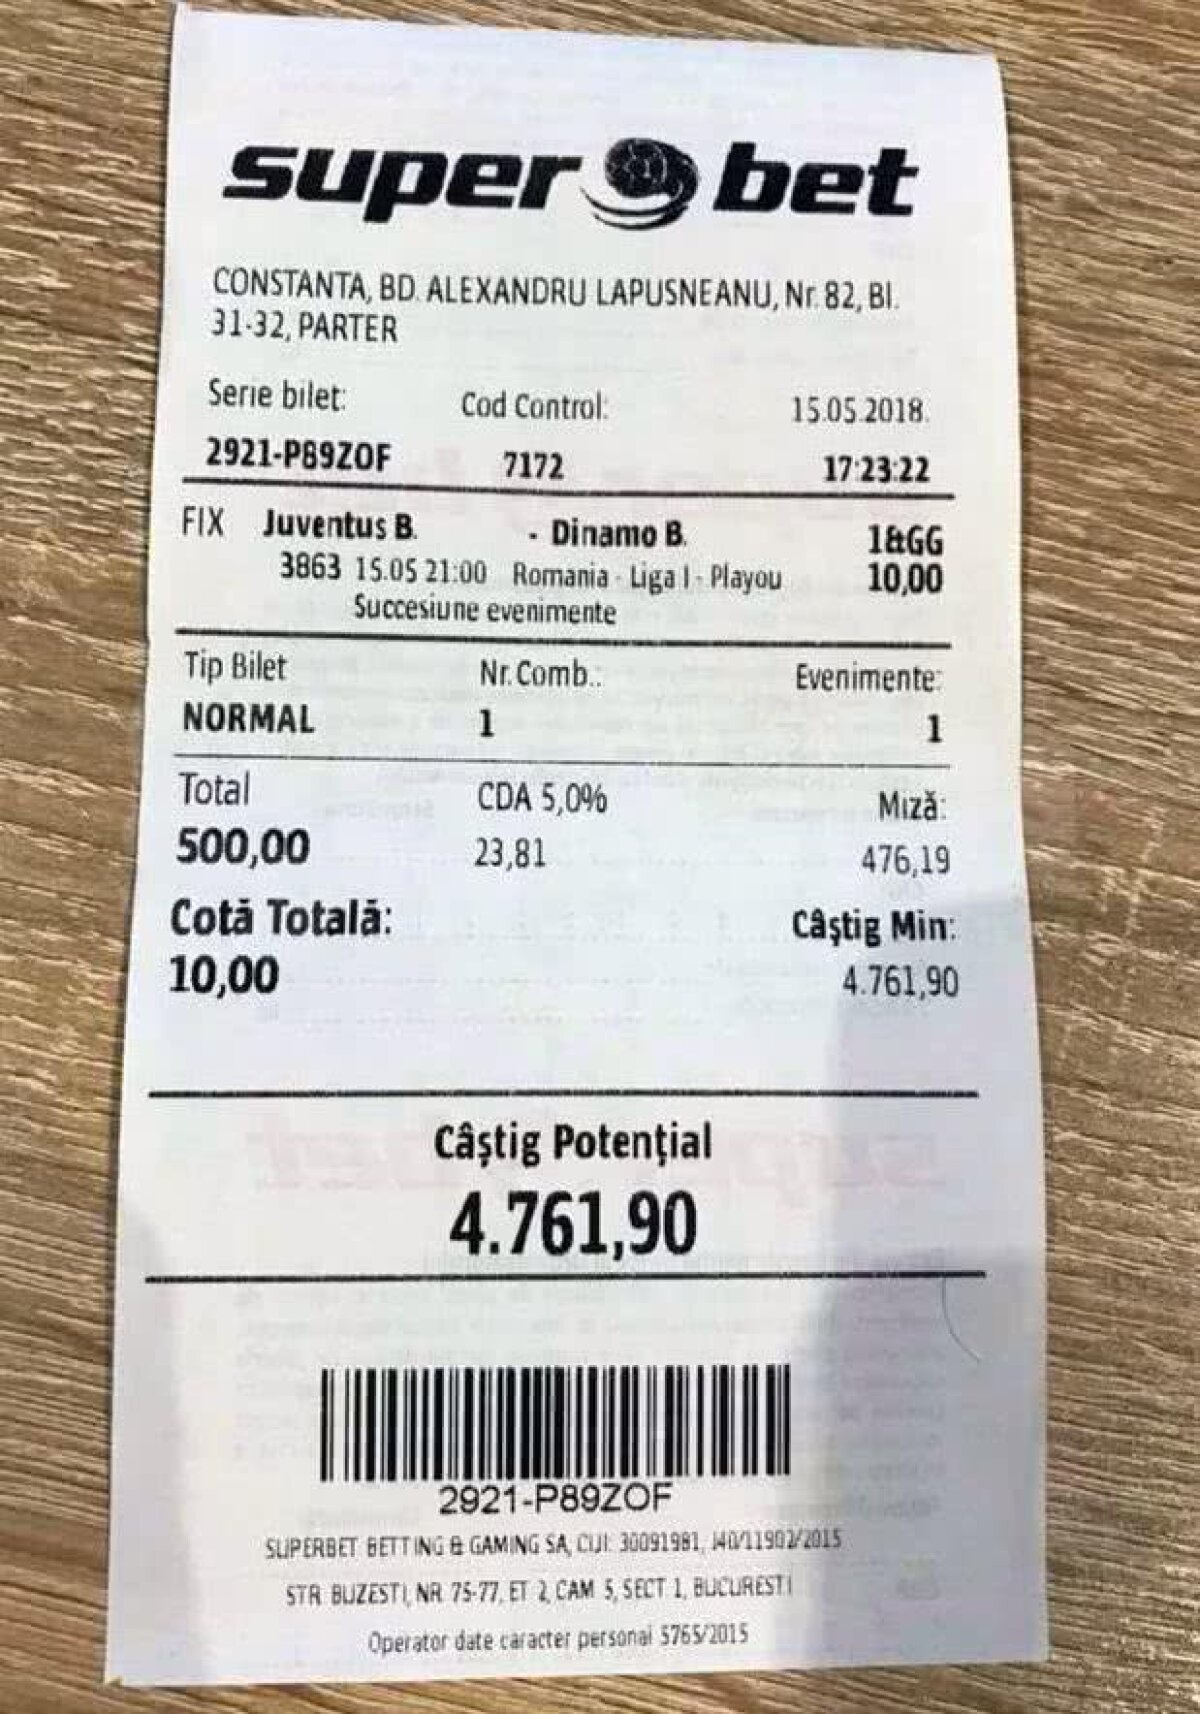 super bet
CONSTANTA, BD. ALEXANDRU LAPUSNEANU, Nr. 82, Bl.
31-32, PARTER
Serie bilet: Cod Control: 15.05.2018.
2921-P89ZOF 7172 17:23:22
FIX Juventus B. - Dinamo B. 1&GG
3863 15.05 21:00 Romania - Liga I - Playou 10,00
Succesiune evenimente
Tip Bilet Nr. Comb.: Evenimente:
NORMAL 1 1
Total CDA 5,0% Miză:
500,00 23,81 476,19
Cotă Totală: Câştig Min:
10,00 4.761,90
Câştig Potenţial
4.761,90
2921-P89ZOF
SUPERBET BETTING & GAMING SA, CUI: 30091981, J40/11902/2015
STR. BUZESTI, NR. 75-77, ET 2, CAM 5, SECT 1, BUCURESTI
Operator date caracter personal 5765/2015